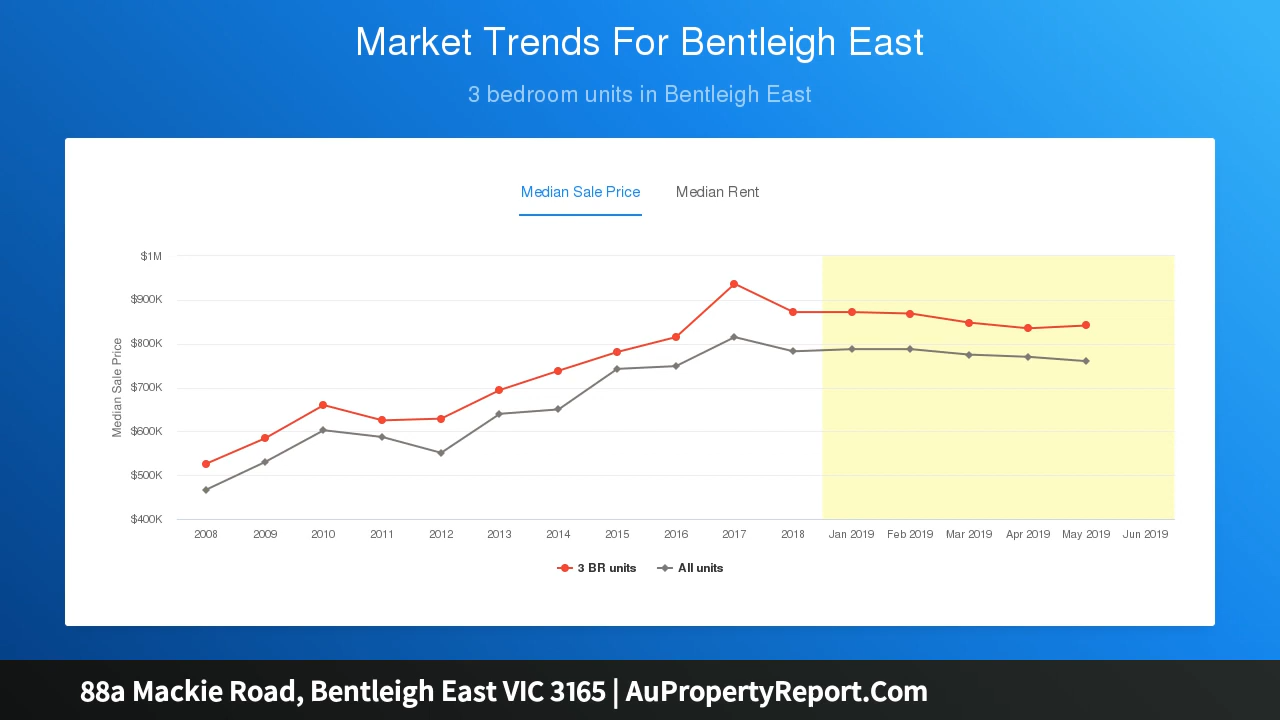 Market Trends For Bentleigh East
3 bedroom units in Bentleigh East
Median Sale Price
Median Rent
Median Sale Price
$1M
$900K
$800K
$700K
$600K
$500K
$400K
2008 2009 2010 2011 2012 2013 2014 2015 2016 2017 2018 Jan 2019 Feb 2019 Mar 2019 Apr 2019 May 2019 Jun 2019
3 BR units
All units
88a Mackie Road, Bentleigh East VIC 3165 | AuPropertyReport.Com